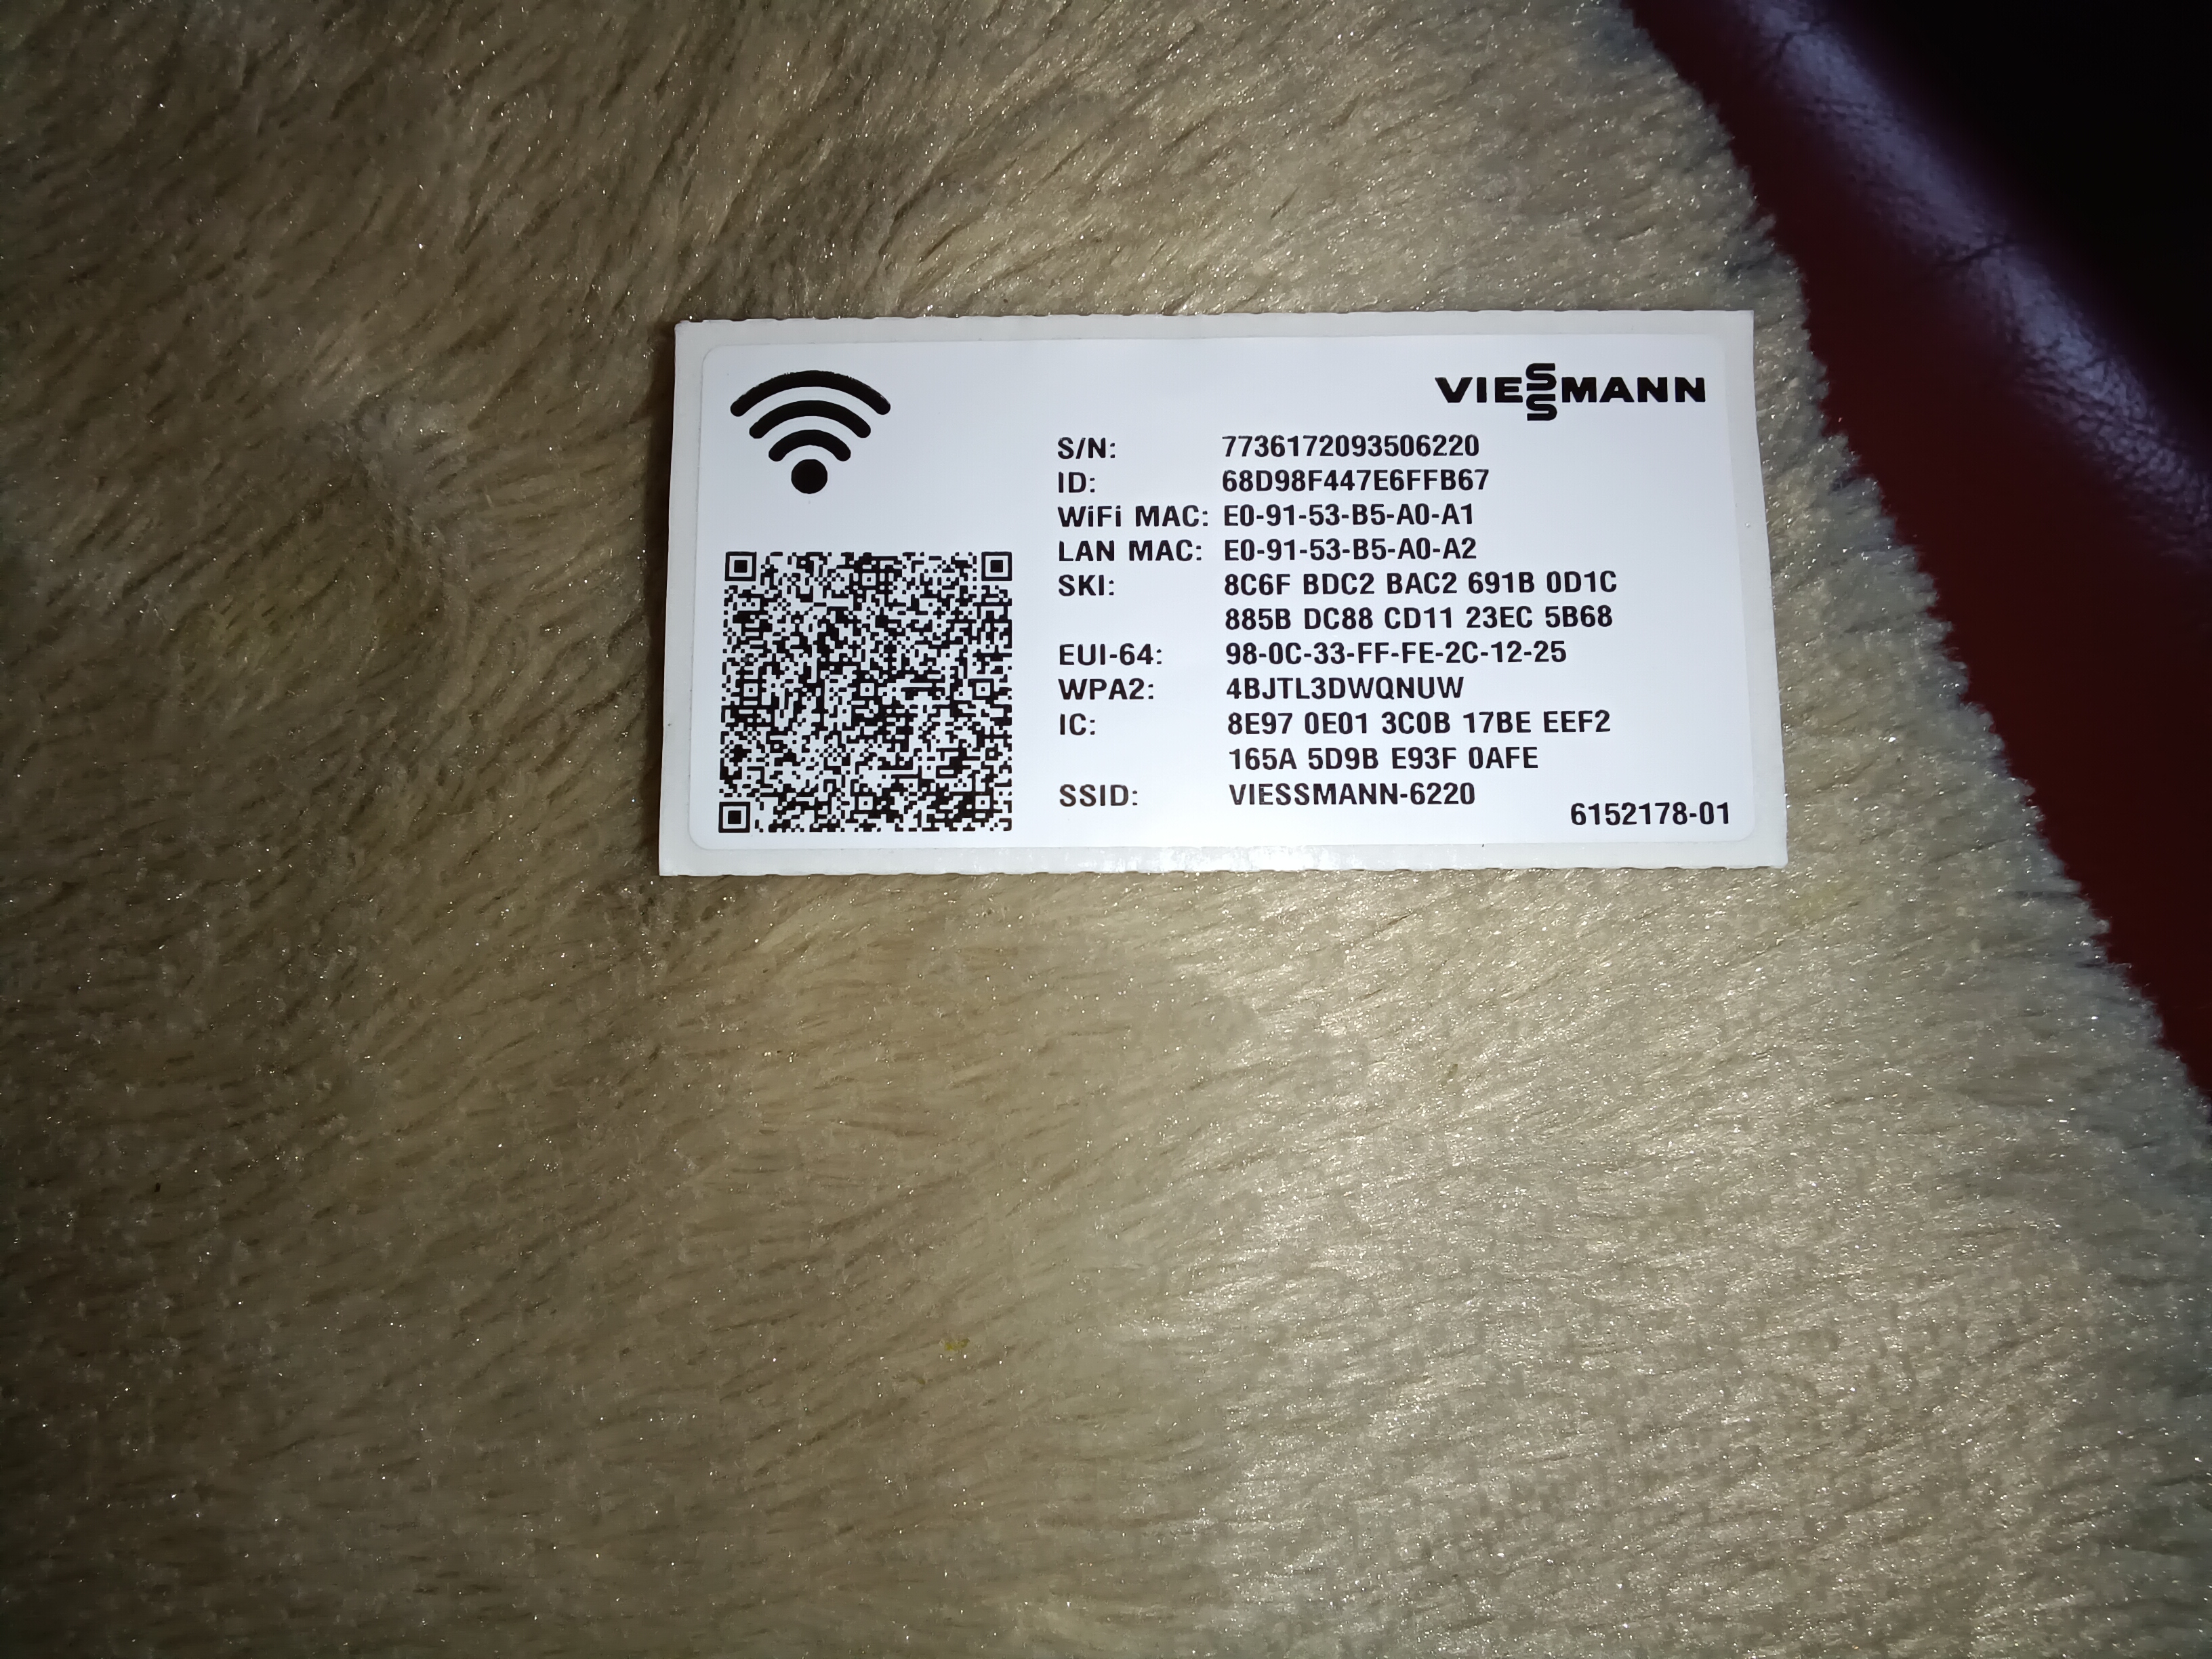 VIESSMANN
S/N: 7736172093506220
ID: 68D98F447E6FFB67
WiFi MAC: E0-91-53-B5-A0-A1
LAN MAC: E0-91-53-B5-A0-A2
SKI: 8C6F BDC2 BAC2 691B 0D1C
885B DC88 CD11 23EC 5B68
EUI-64: 98-0C-33-FF-FE-2C-12-25
WPA2: 4BJTL3DWQNUW
IC: 8E97 0E01 3C0B 17BE EEF2
165A 5D9B E93F 0AFE
SSID: VIESSMANN-6220
6152178-01